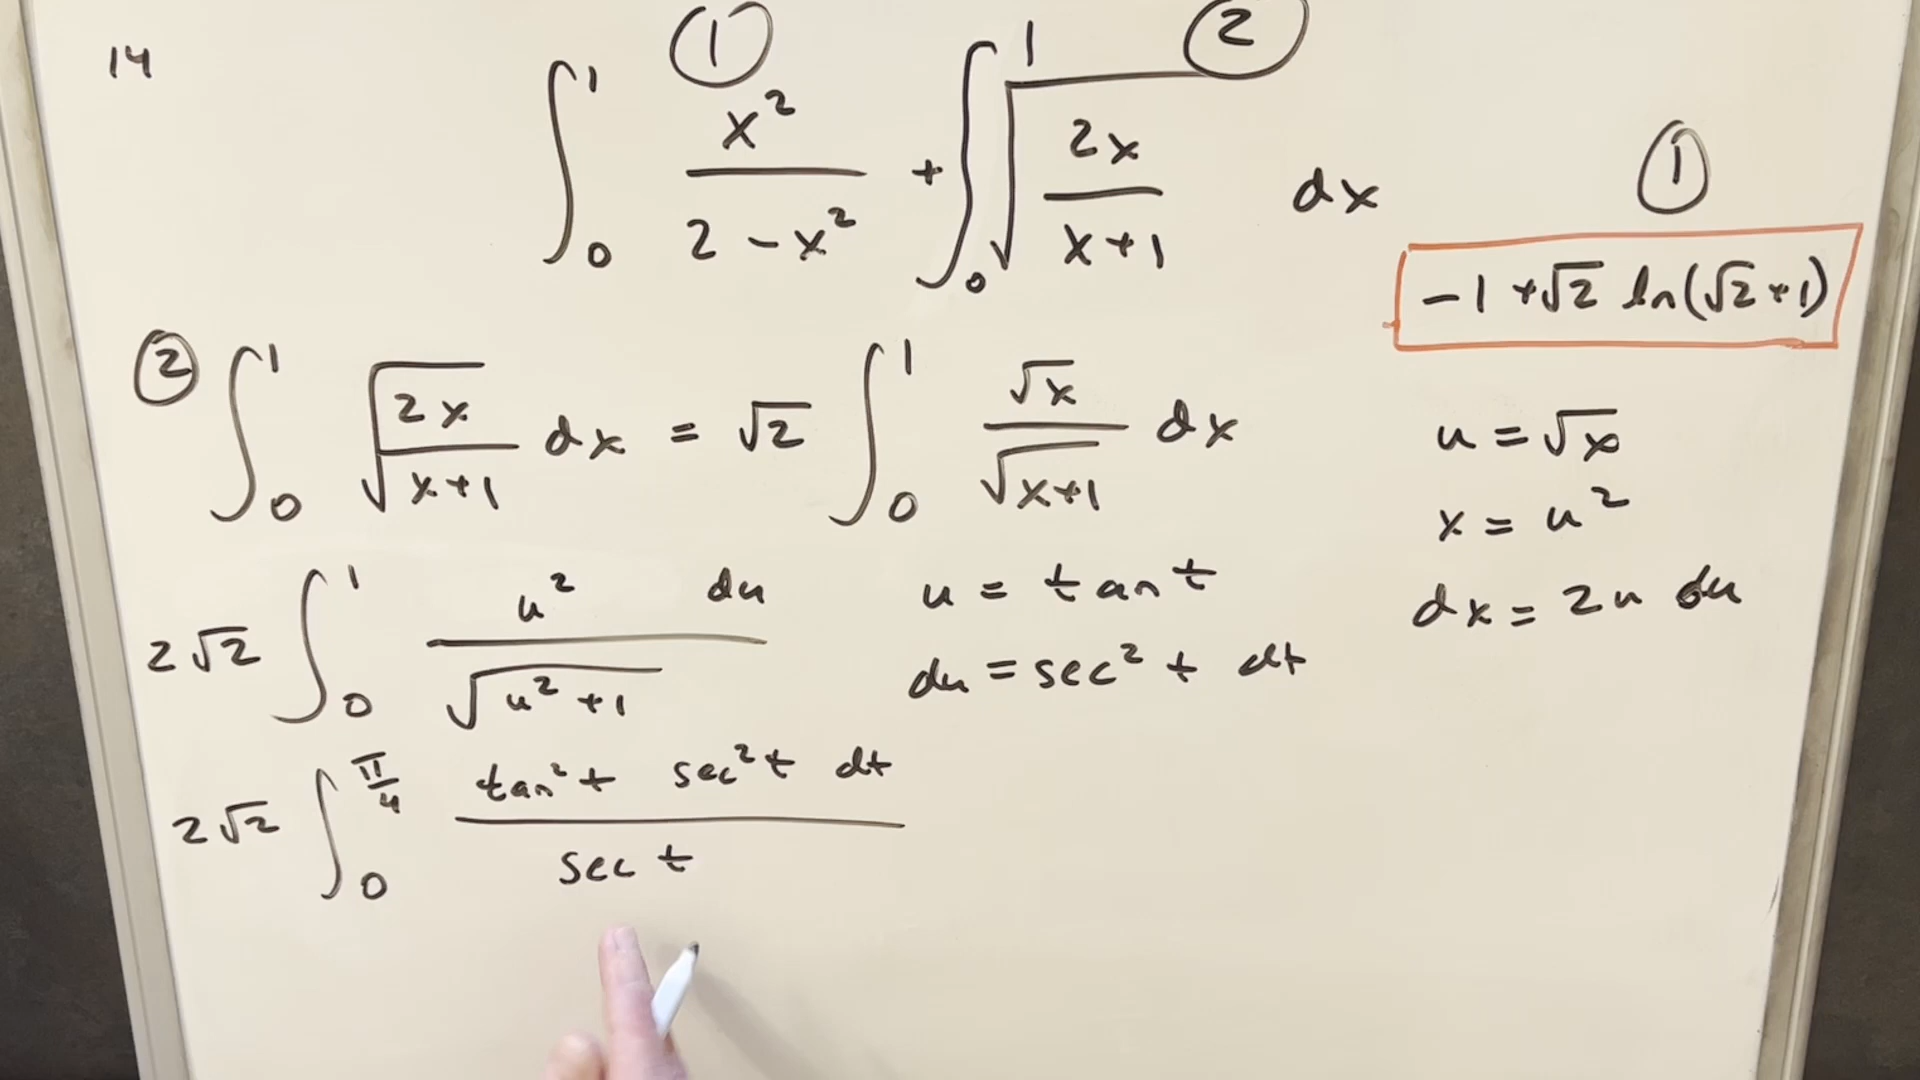 14
① ②
∫₀¹ x²/(2 − x²) + ∫₀¹ √(2x/(x+1)) dx
①
−1 + √2 ln(√2+1)
② ∫₀¹ √(2x/(x+1)) dx = √2 ∫₀¹ √x/√(x+1) dx
u = √x
x = u²
dx = 2u du
2√2 ∫₀¹ u² du/√(u²+1)
u = tan t
du = sec² t dt
2√2 ∫₀^(π/4) tan² t sec² t dt/sec t